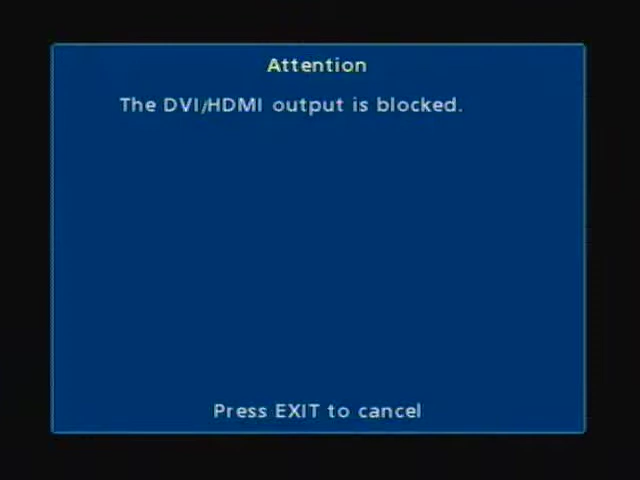 Attention
The DVI/HDMI output is blocked.
Press EXIT to cancel